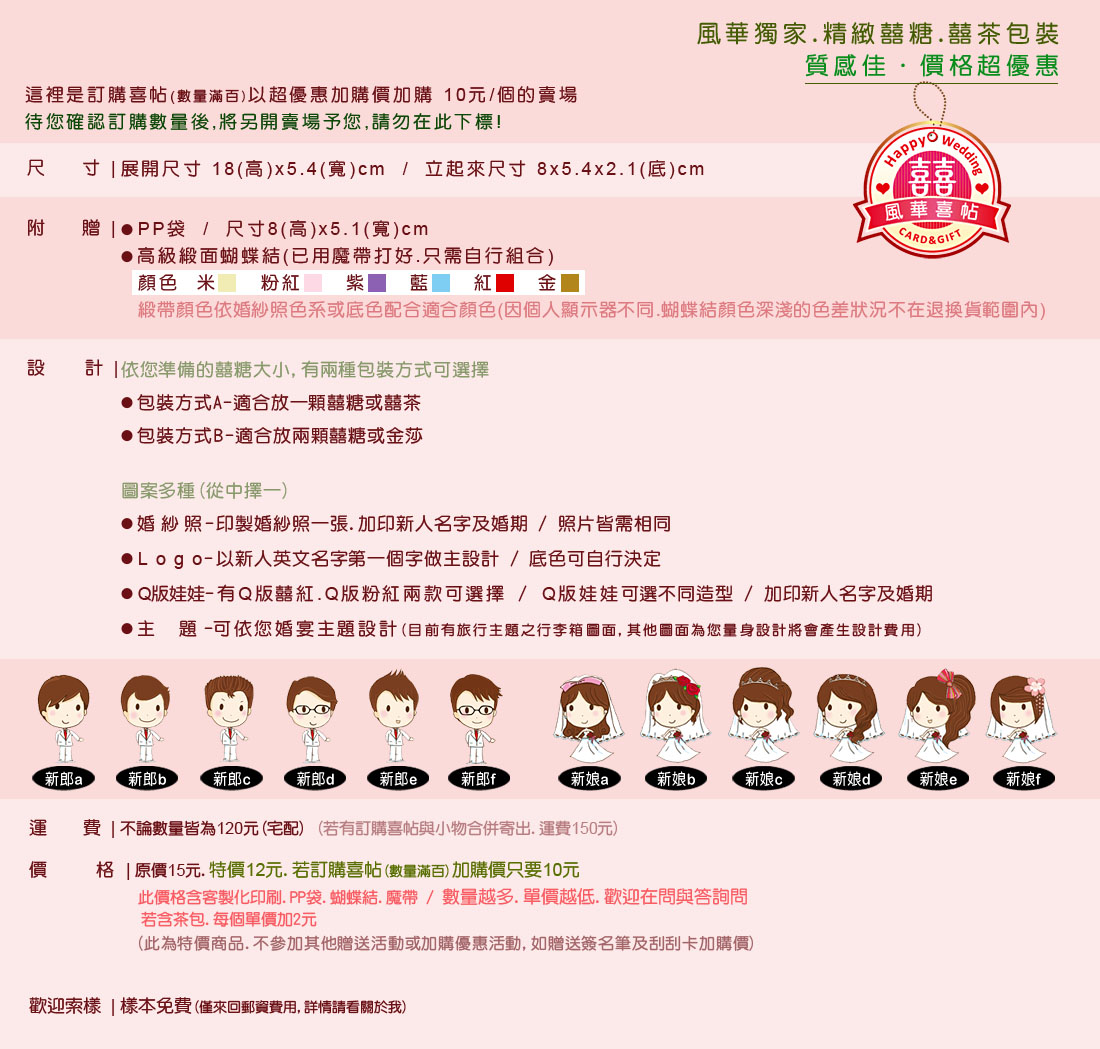 風華獨家.精緻囍糖.囍茶包裝
質感佳‧價格超優惠
這裡是訂購喜帖(數量滿百)以超優惠加購價加購 10元/個的賣場
待您確認訂購數量後,將另開賣場予您,請勿在此下標!
Happy Wedding
囍
風華喜帖
CARD&GIFT
尺 寸|展開尺寸 18(高)x5.4(寬)cm / 立起來尺寸 8x5.4x2.1(底)cm
附 贈|●PP袋 / 尺寸8(高)x5.1(寬)cm
●高級緞面蝴蝶結(已用魔帶打好.只需自行組合)
顏色 米 粉紅 紫 藍 紅 金
緞帶顏色依婚紗照色系或底色配合適合顏色(因個人顯示器不同.蝴蝶結顏色深淺的色差狀況不在退換貨範圍內)
設 計|依您準備的囍糖大小,有兩種包裝方式可選擇
●包裝方式A-適合放一顆囍糖或囍茶
●包裝方式B-適合放兩顆囍糖或金莎
圖案多種(從中擇一)
●婚紗照-印製婚紗照一張.加印新人名字及婚期 / 照片皆需相同
●Logo-以新人英文名字第一個字做主設計 / 底色可自行決定
●Q版娃娃-有Q版囍紅.Q版粉紅兩款可選擇 / Q版娃娃可選不同造型 / 加印新人名字及婚期
●主 題-可依您婚宴主題設計(目前有旅行主題之行李箱圖面,其他圖面為您量身設計將會產生設計費用)
新郎a 新郎b 新郎c 新郎d 新郎e 新郎f 新娘a 新娘b 新娘c 新娘d 新娘e 新娘f
運 費|不論數量皆為120元(宅配) (若有訂購喜帖與小物合併寄出.運費150元)
價 格|原價15元.特價12元.若訂購喜帖(數量滿百)加購價只要10元
此價格含客製化印刷.PP袋.蝴蝶結.魔帶 / 數量越多.單價越低.歡迎在問與答詢問
若含茶包.每個單價加2元
(此為特價商品.不參加其他贈送活動或加購優惠活動,如贈送簽名筆及刮刮卡加購價)
歡迎索樣|樣本免費(僅來回郵資費用,詳情請看關於我)